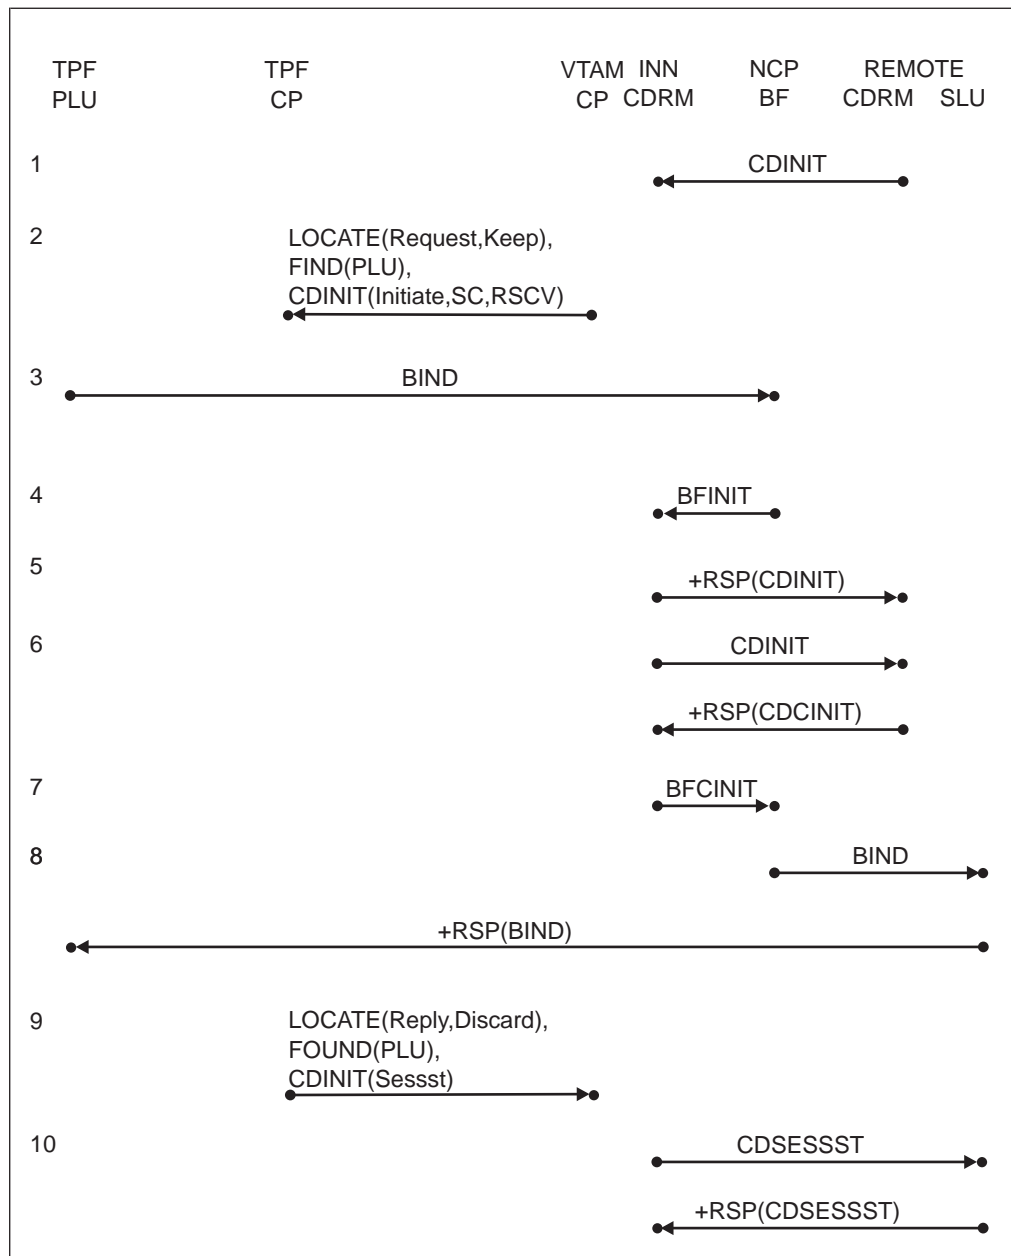 TPF TPF VTAM INN NCP REMOTE
PLU CP CP CDRM BF CDRM SLU
1 CDINIT
2 LOCATE(Request,Keep),
FIND(PLU),
CDINIT(Initiate,SC,RSCV)
3 BIND
4 BFINIT
5 +RSP(CDINIT)
6 CDINIT
+RSP(CDCINIT)
7 BFCINIT
8 BIND
+RSP(BIND)
9 LOCATE(Reply,Discard),
FOUND(PLU),
CDINIT(Sessst)
10 CDSESSST
+RSP(CDSESSST)